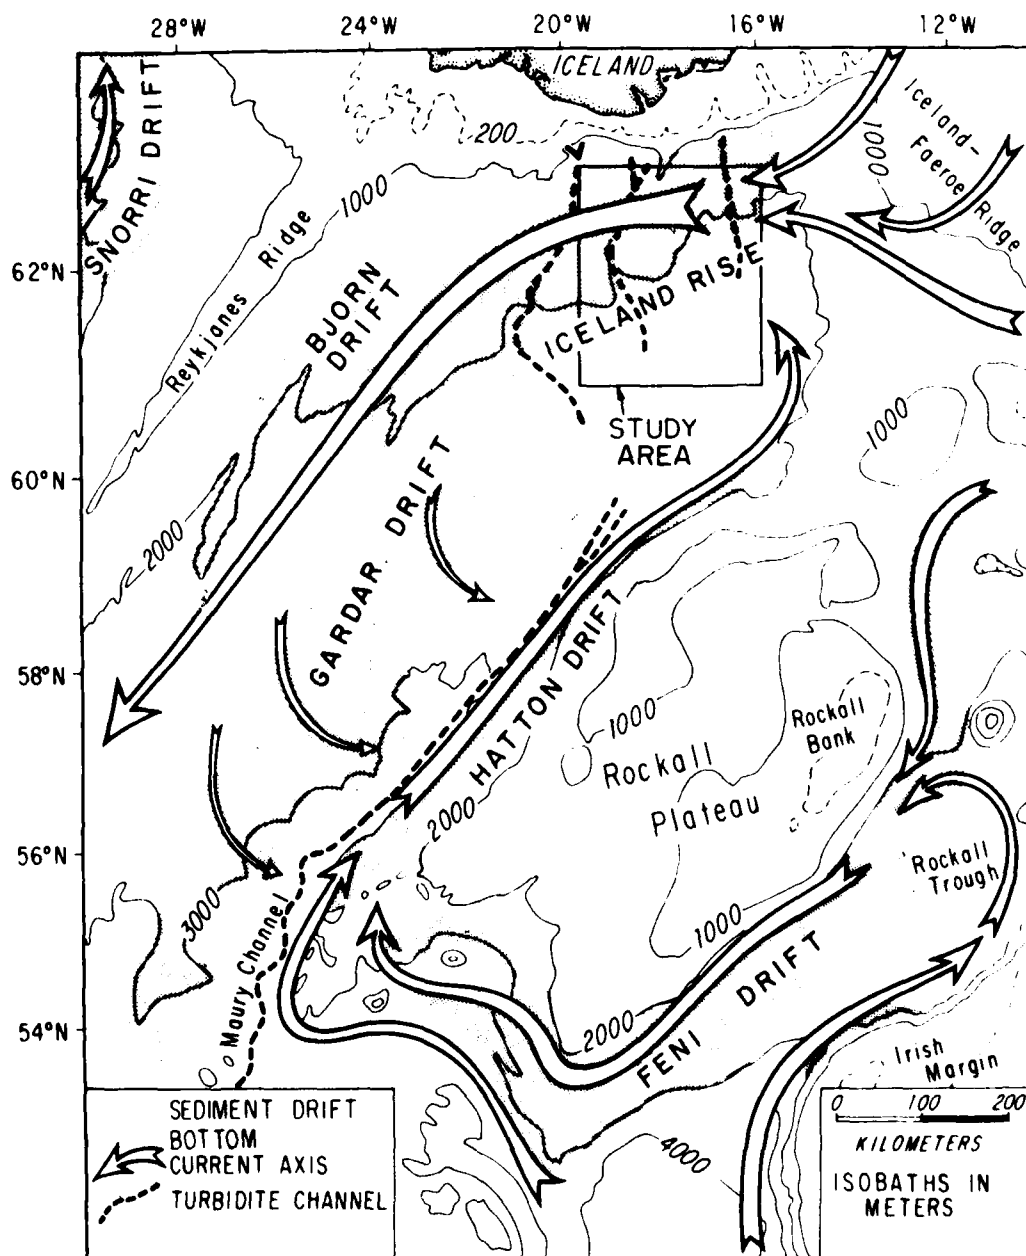 28°W 24°W 20°W 16°W 12°W
ICELAND
SNORRI DRIFT
200
1000
1000
Iceland-
Faeroe Ridge
Reykjanes Ridge
62°N
BJORN
DRIFT
ICELAND RISE
STUDY
AREA
1000
60°N
2000
GARDAR DRIFT
58°N
HATTON DRIFT
1000
Rockall
Bank
Rockall
Plateau
2000
56°N
Rockall
Trough
3000
Maury Channel
1000
FENI DRIFT
54°N
2000
Irish
Margin
4000
SEDIMENT DRIFT
BOTTOM
CURRENT AXIS
TURBIDITE CHANNEL
0 100 200
KILOMETERS
ISOBATHS IN
METERS